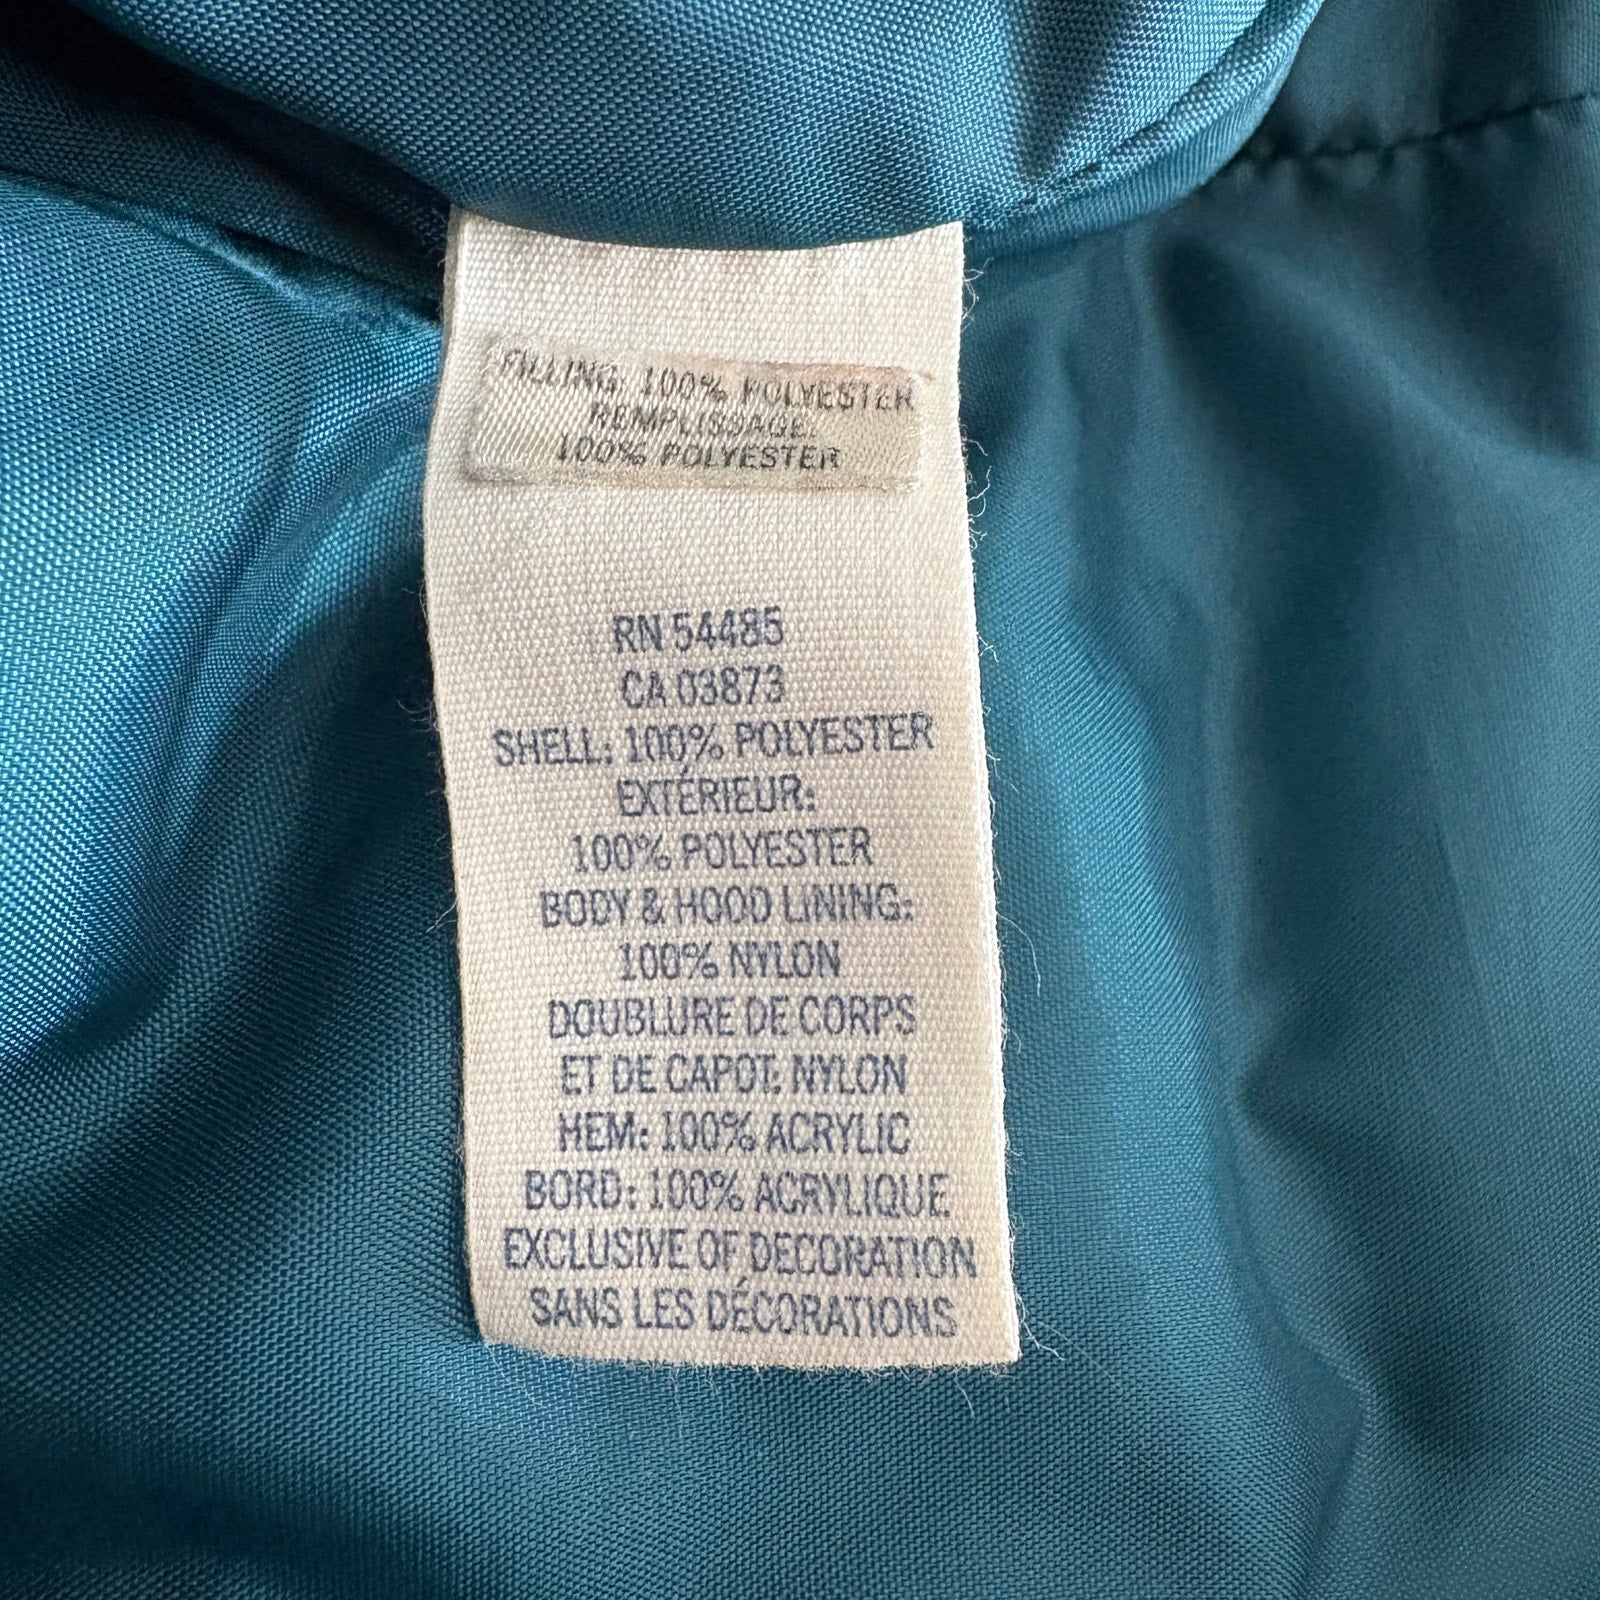 FILLING: 100% POLYESTER
REMPLISSAGE:
100% POLYESTER
RN 54485
CA 03873
SHELL: 100% POLYESTER
EXTÉRIEUR:
100% POLYESTER
BODY & HOOD LINING:
100% NYLON
DOUBLURE DE CORPS
ET DE CAPOT: NYLON
HEM: 100% ACRYLIC
BORD: 100% ACRYLIQUE
EXCLUSIVE OF DECORATION
SANS LES DÉCORATIONS